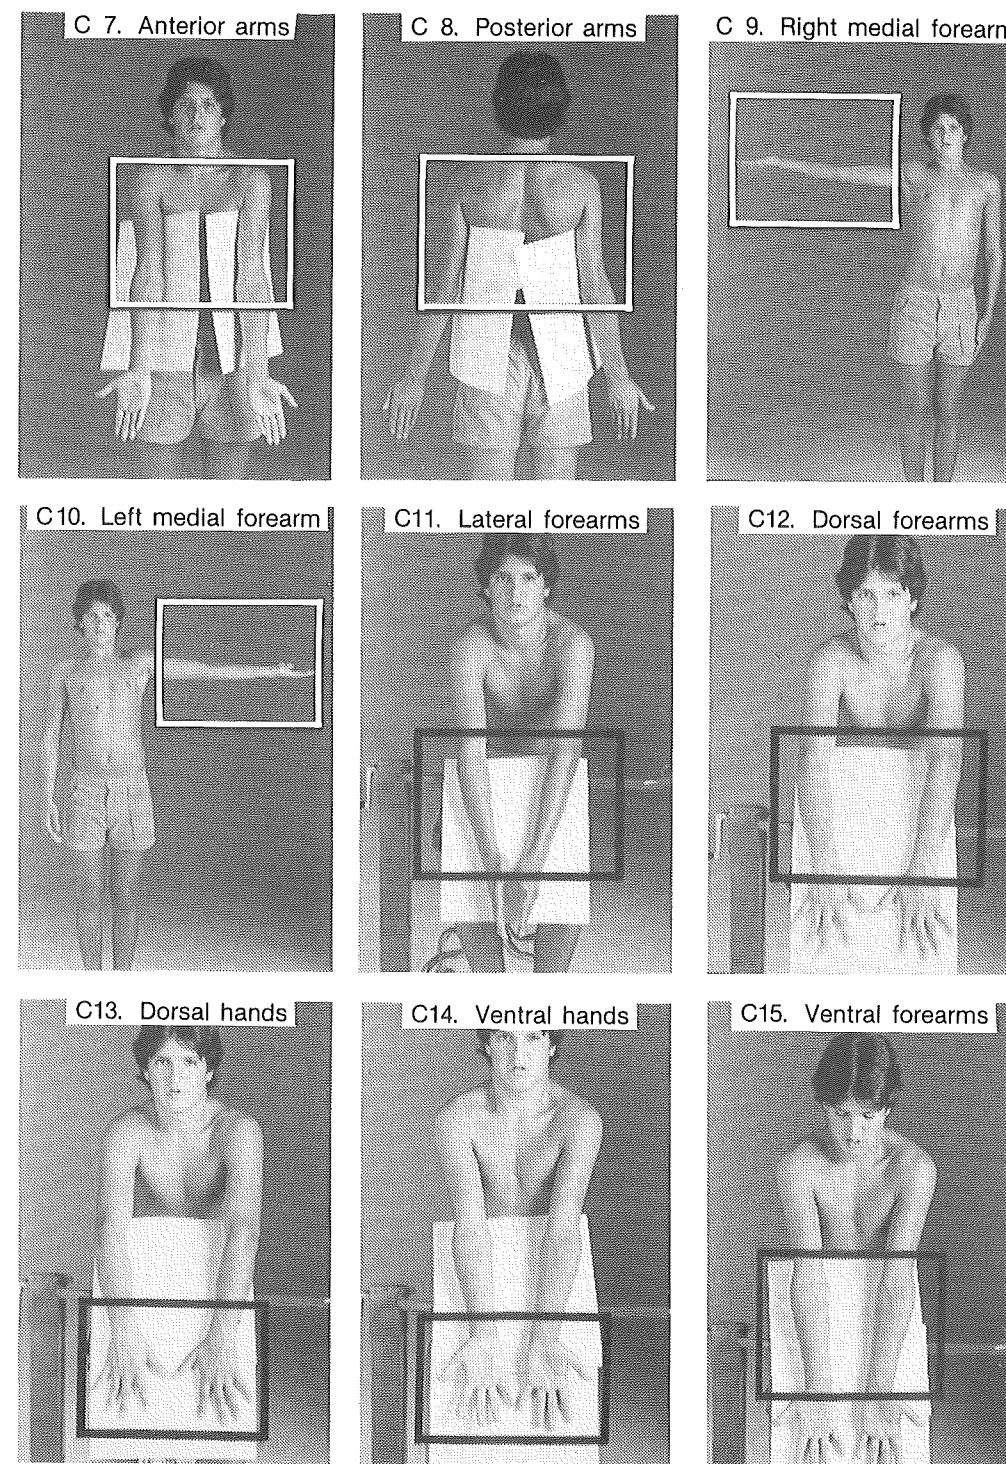 C 7. Anterior arms
C 8. Posterior arms
C 9. Right medial forearm
C10. Left medial forearm
C11. Lateral forearms
C12. Dorsal forearms
C13. Dorsal hands
C14. Ventral hands
C15. Ventral forearms